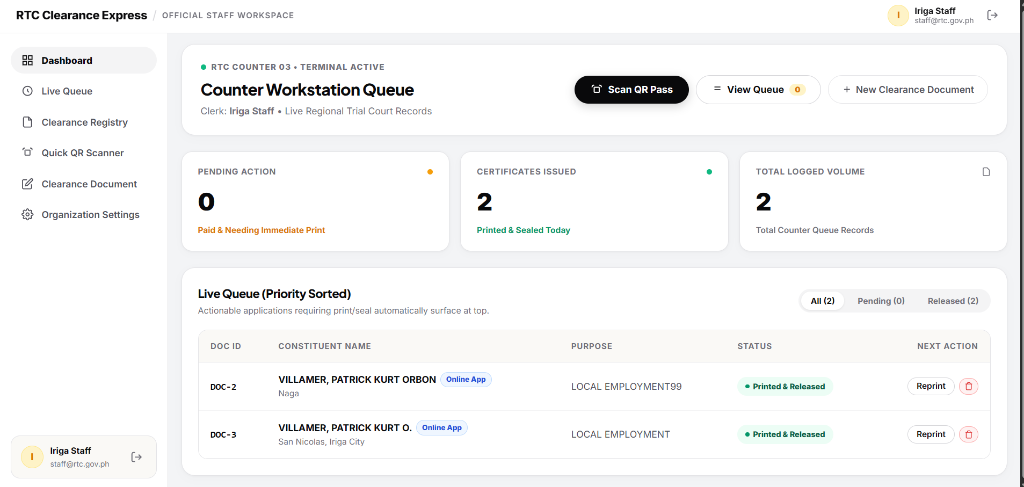 RTC Clearance Express / OFFICIAL STAFF WORKSPACE
I
Iriga Staff
staff@rtc.gov.ph
Dashboard
Live Queue
Clearance Registry
Quick QR Scanner
Clearance Document
Organization Settings
I
Iriga Staff
staff@rtc.gov.ph
RTC COUNTER 03 • TERMINAL ACTIVE
Counter Workstation Queue
Clerk: Iriga Staff • Live Regional Trial Court Records
Scan QR Pass
View Queue 0
+ New Clearance Document
PENDING ACTION
0
Paid & Needing Immediate Print
CERTIFICATES ISSUED
2
Printed & Sealed Today
TOTAL LOGGED VOLUME
2
Total Counter Queue Records
Live Queue (Priority Sorted)
Actionable applications requiring print/seal automatically surface at top.
All (2) Pending (0) Released (2)
DOC ID CONSTITUENT NAME PURPOSE STATUS NEXT ACTION
DOC-2 VILLAMER, PATRICK KURT ORBON Online App LOCAL EMPLOYMENT99 Printed & Released Reprint
Naga
DOC-3 VILLAMER, PATRICK KURT O. Online App LOCAL EMPLOYMENT Printed & Released Reprint
San Nicolas, Iriga City